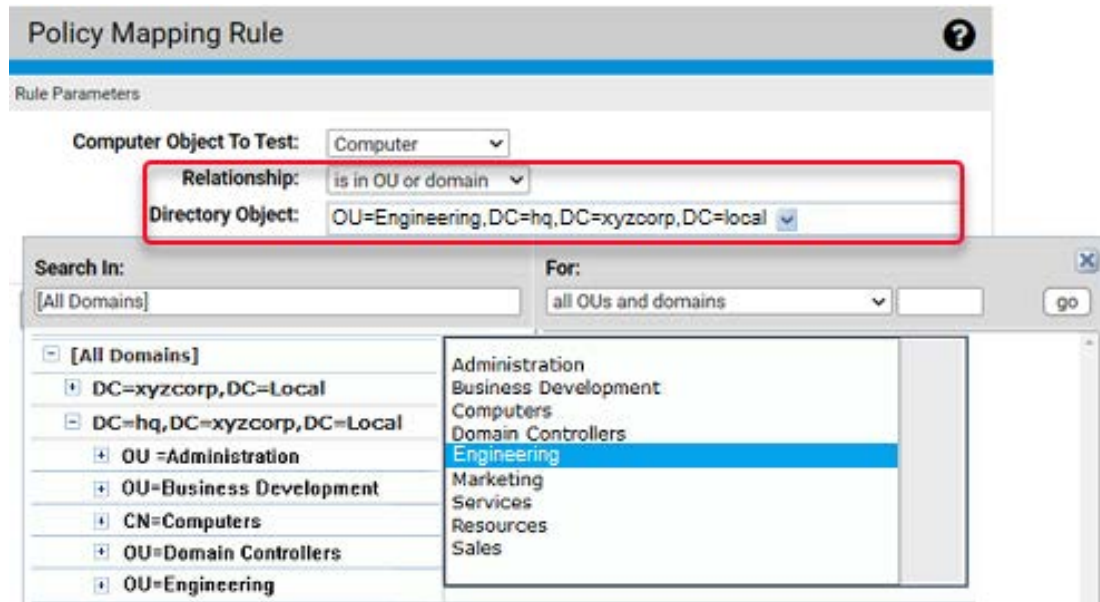 Policy Mapping Rule ?
Rule Parameters
Computer Object To Test: Computer
Relationship: is in OU or domain
Directory Object: OU=Engineering,DC=hq,DC=xyzcorp,DC=local
Search In:
[All Domains]
For:
all OUs and domains go
[All Domains]
DC=xyzcorp,DC=Local
DC=hq,DC=xyzcorp,DC=Local
OU =Administration
OU=Business Development
CN=Computers
OU=Domain Controllers
OU=Engineering
Administration
Business Development
Computers
Domain Controllers
Engineering
Marketing
Services
Resources
Sales